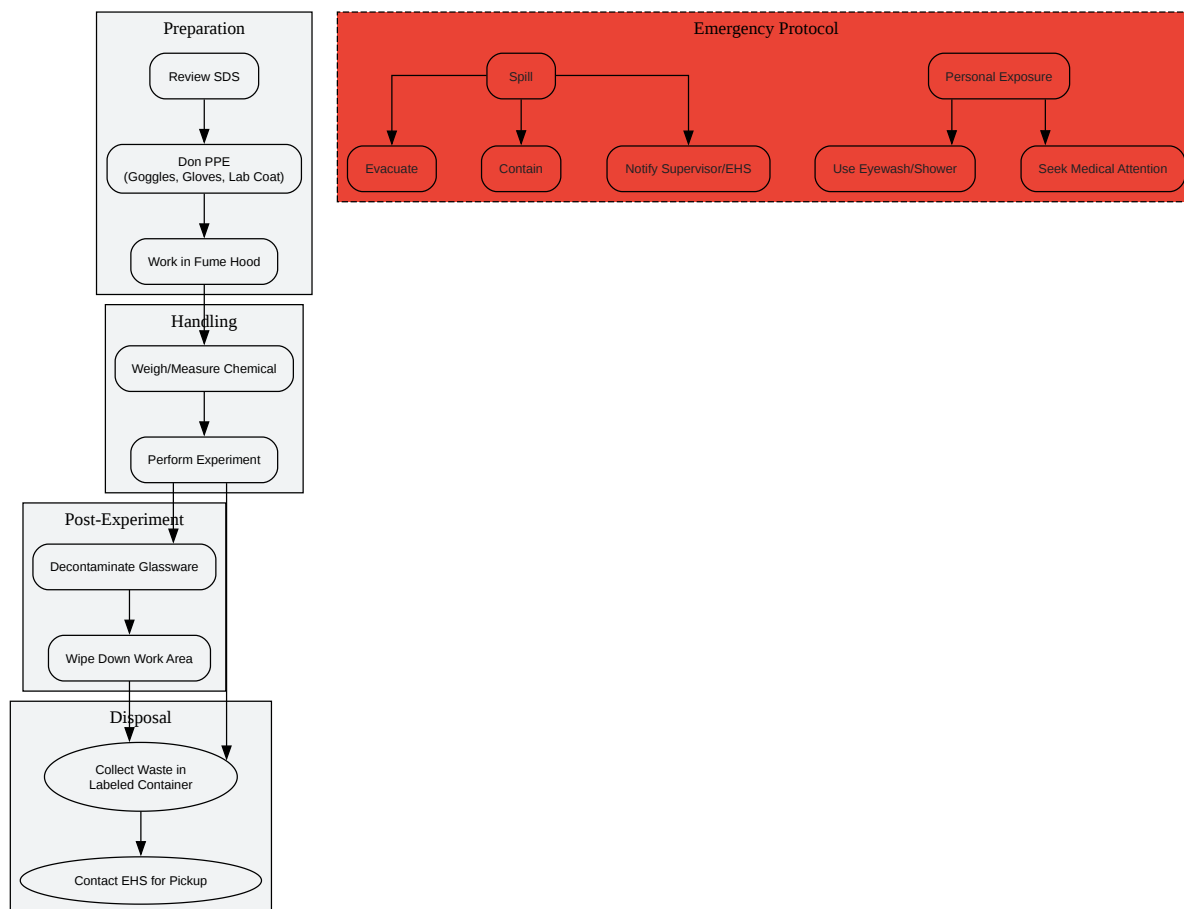 Preparation
Review SDS
Don PPE
(Goggles, Gloves, Lab Coat)
Work in Fume Hood
Handling
Weigh/Measure Chemical
Perform Experiment
Post-Experiment
Decontaminate Glassware
Wipe Down Work Area
Disposal
Collect Waste in
Labeled Container
Contact EHS for Pickup
Emergency Protocol
Spill
Personal Exposure
Evacuate
Contain
Notify Supervisor/EHS
Use Eyewash/Shower
Seek Medical Attention